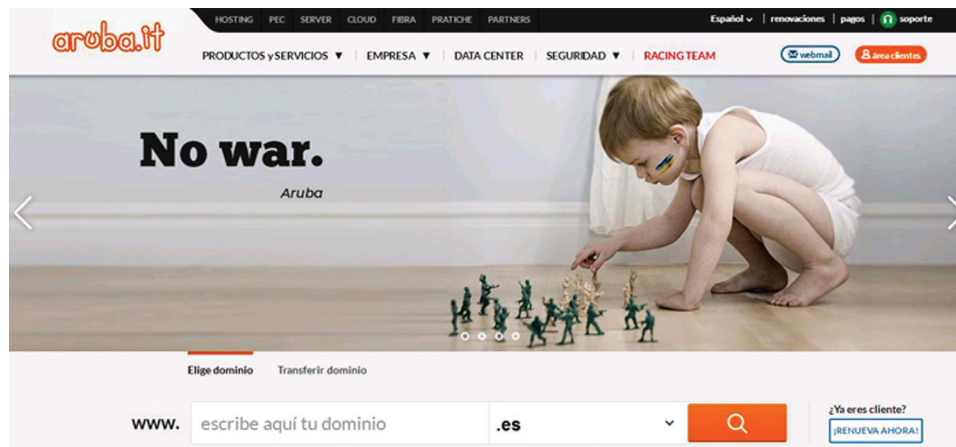 HOSTING PEC SERVER CLOUD FIBRA PRATICHE PARTNERS Español renovaciones pagos soporte
aruba.it
PRODUCTOS y SERVICIOS ▼ EMPRESA ▼ DATA CENTER SEGURIDAD ▼ RACING TEAM webmail área clientes
No war.
Aruba
Elige dominio Transferir dominio
www. escribe aquí tu dominio .es
¿Ya eres cliente?
¡RENUEVA AHORA!